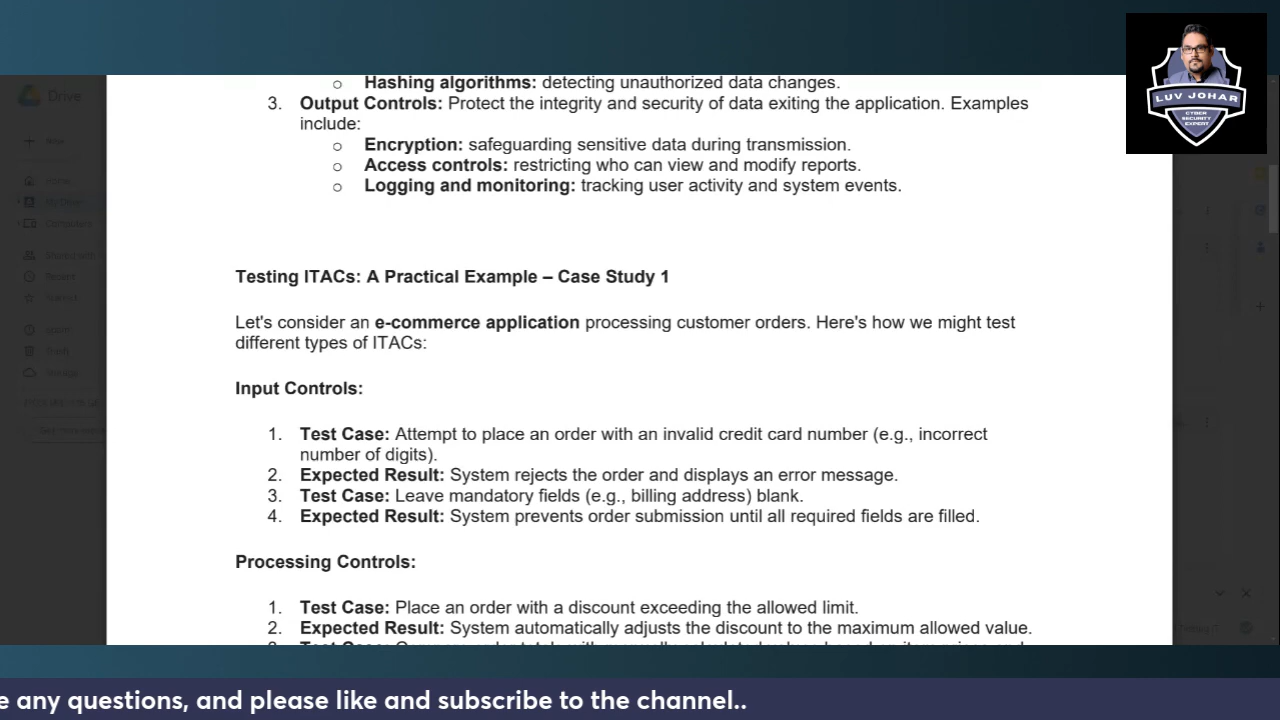 Hashing algorithms: detecting unauthorized data changes.
3. Output Controls: Protect the integrity and security of data exiting the application. Examples
include:
o Encryption: safeguarding sensitive data during transmission.
o Access controls: restricting who can view and modify reports.
o Logging and monitoring: tracking user activity and system events.
Testing ITACs: A Practical Example – Case Study 1
Let's consider an e-commerce application processing customer orders. Here's how we might test
different types of ITACs:
Input Controls:
1. Test Case: Attempt to place an order with an invalid credit card number (e.g., incorrect
number of digits).
2. Expected Result: System rejects the order and displays an error message.
3. Test Case: Leave mandatory fields (e.g., billing address) blank.
4. Expected Result: System prevents order submission until all required fields are filled.
Processing Controls:
1. Test Case: Place an order with a discount exceeding the allowed limit.
2. Expected Result: System automatically adjusts the discount to the maximum allowed value.
LUV JOHAR
CYBER
SECURITY
EXPERT
Drive
e any questions, and please like and subscribe to the channel..